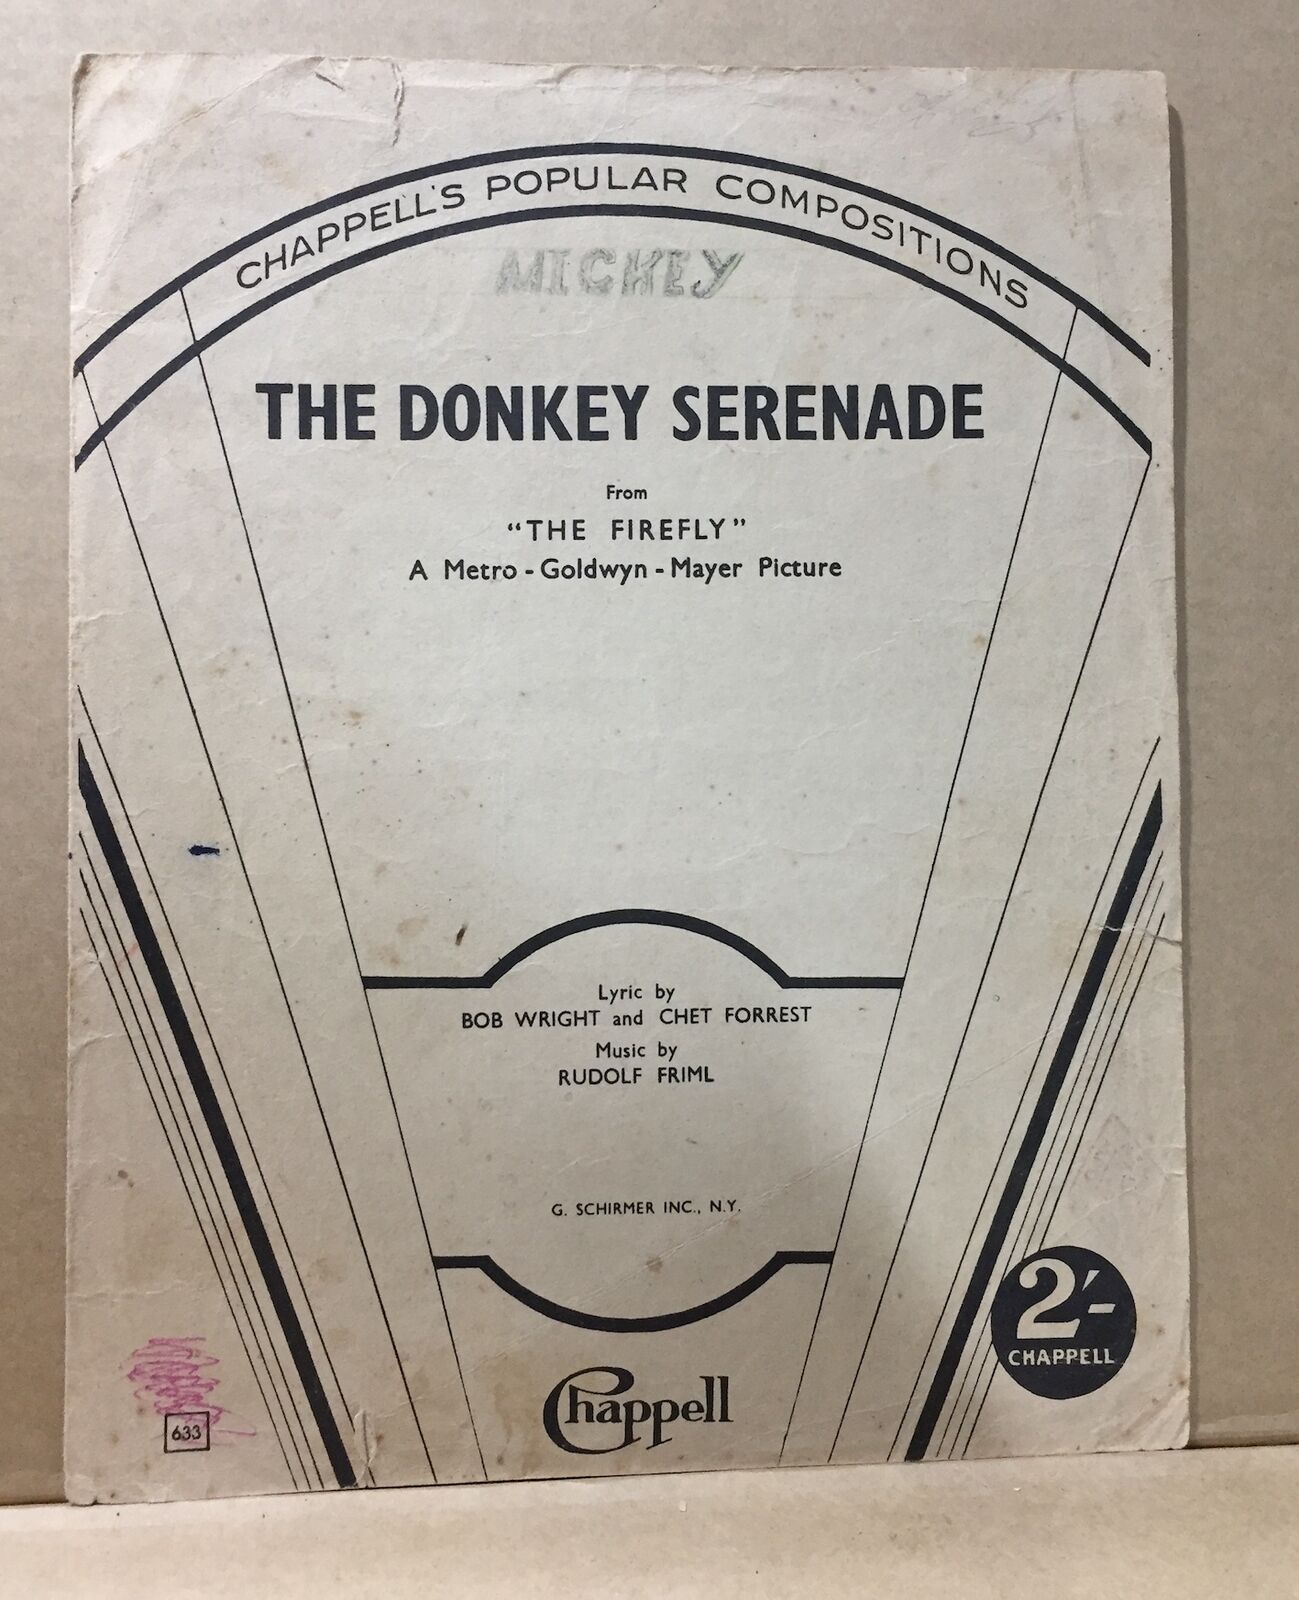 CHAPPELL'S POPULAR COMPOSITIONS
MICKEY
THE DONKEY SERENADE
From
“THE FIREFLY”
A Metro - Goldwyn - Mayer Picture
Lyric by
BOB WRIGHT and CHET FORREST
Music by
RUDOLF FRIML
G. SCHIRMER INC., N.Y.
2′-
CHAPPELL
Chappell
633